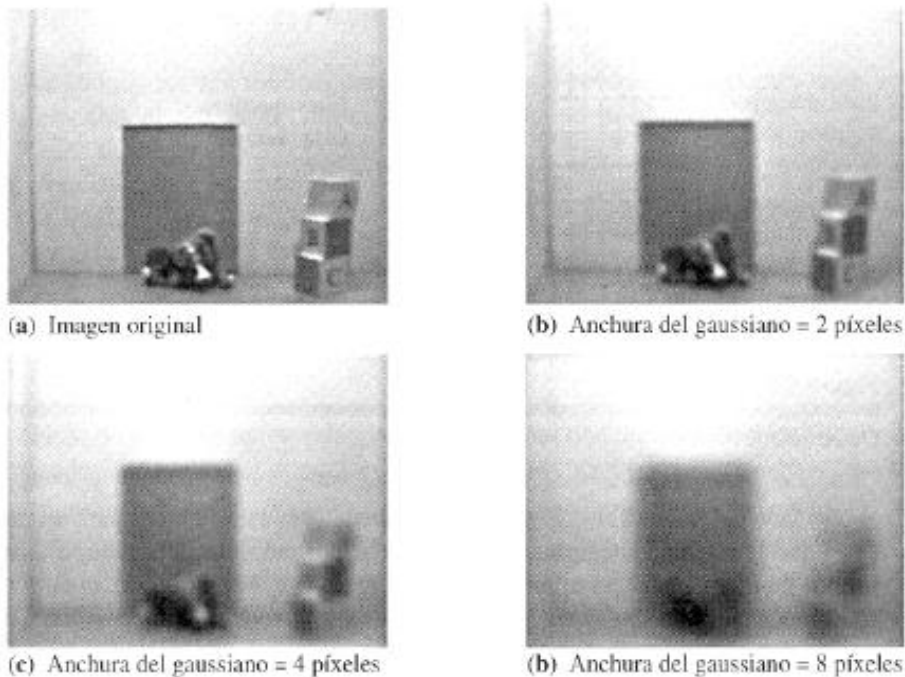 (a) Imagen original
(b) Anchura del gaussiano = 2 píxeles
(c) Anchura del gaussiano = 4 píxeles
(b) Anchura del gaussiano = 8 píxeles